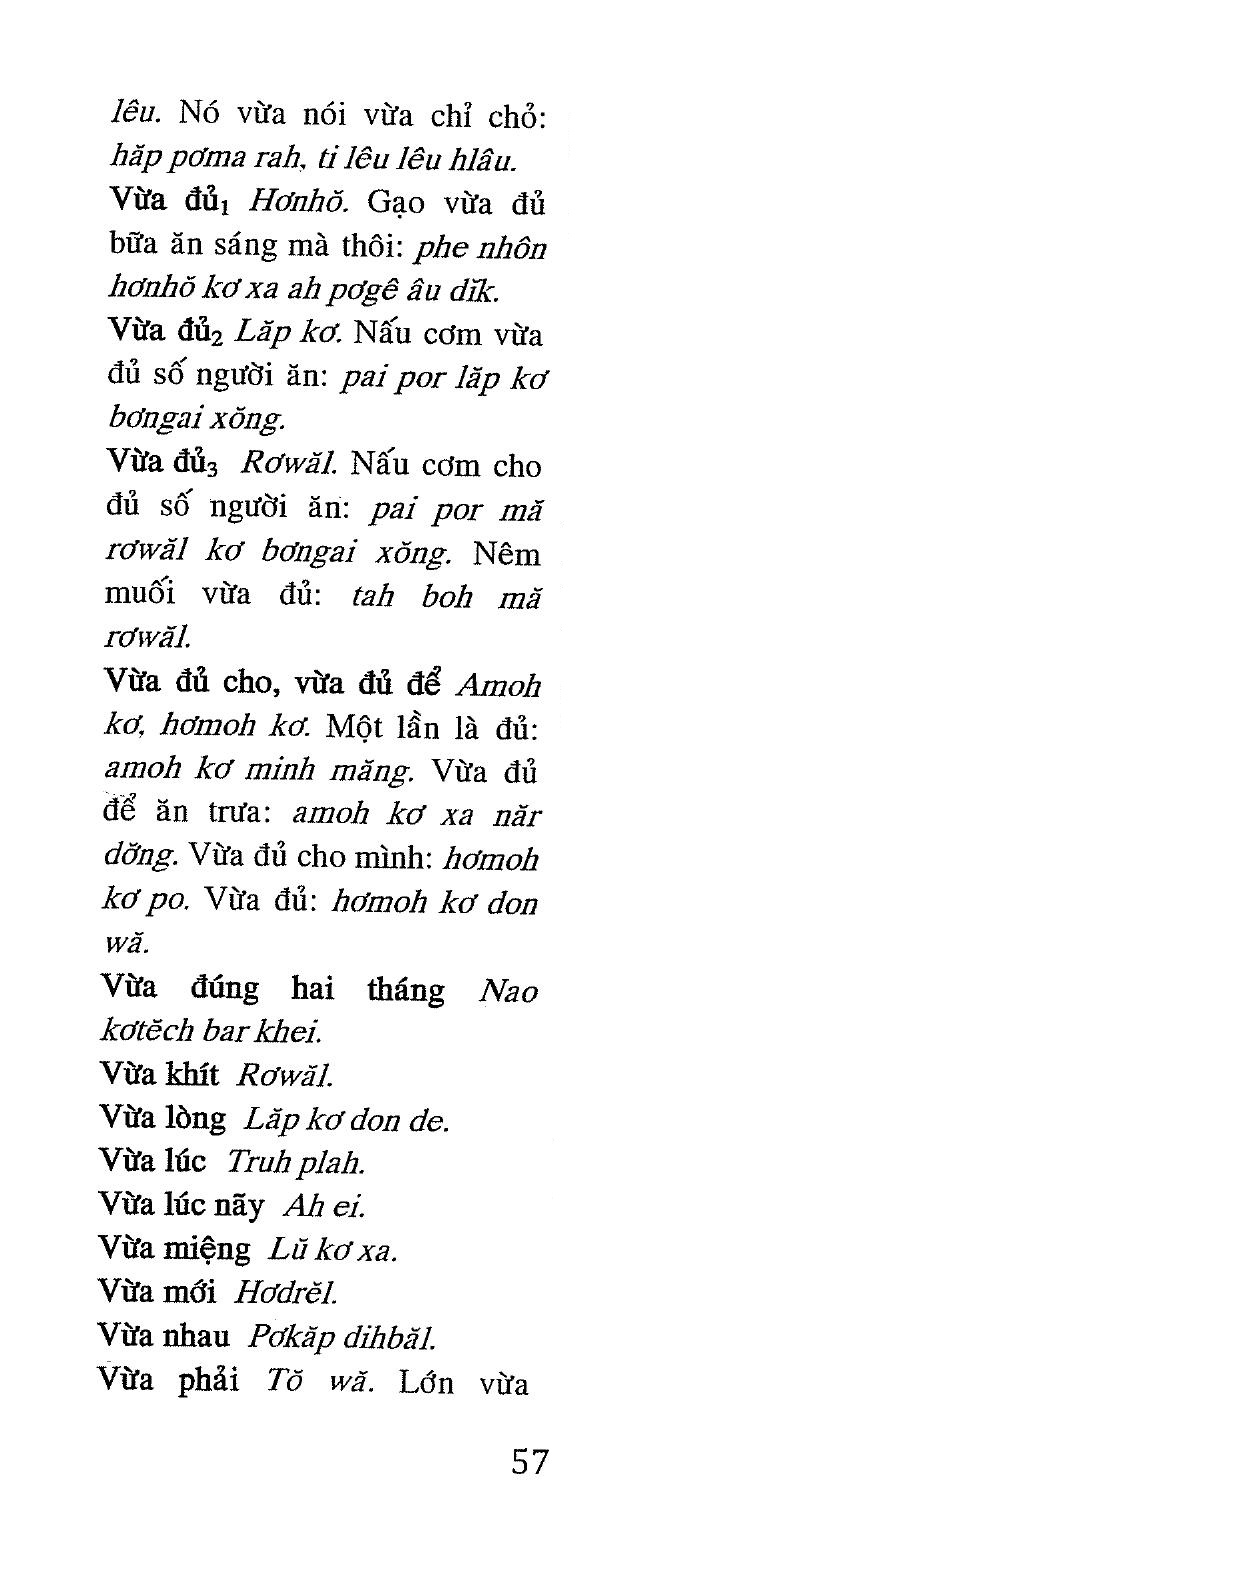 lêu. Nó vừa nói vừa chỉ chỏ:
hăp pơma rah, ti lêu lêu hlâu.
Vừa đủ₁ Hơnhŏ. Gạo vừa đủ
bữa ăn sáng mà thôi: phe nhôn
hơnhŏ kơ xa ah pơgê âu dĭk.
Vừa đủ₂ Lăp kơ. Nấu cơm vừa
đủ số người ăn: pai por lăp kơ
bơngai xŏng.
Vừa đủ₃ Rơwăl. Nấu cơm cho
đủ số người ăn: pai por mă
rơwăl kơ bơngai xŏng. Nêm
muối vừa đủ: tah boh mă
rơwăl.
Vừa đủ cho, vừa đủ để Amoh
kơ, hơmoh kơ. Một lần là đủ:
amoh kơ minh măng. Vừa đủ
để ăn trưa: amoh kơ xa năr
dơ̆ng. Vừa đủ cho mình: hơmoh
kơ po. Vừa đủ: hơmoh kơ don
wă.
Vừa đúng hai tháng Nao
kơtĕch bar khei.
Vừa khít Rơwăl.
Vừa lòng Lăp kơ don de.
Vừa lúc Truh plah.
Vừa lúc nãy Ah ei.
Vừa miệng Lŭ kơ xa.
Vừa mới Hơdrĕl.
Vừa nhau Pơkăp dihbăl.
Vừa phải Tŏ wă. Lớn vừa
57